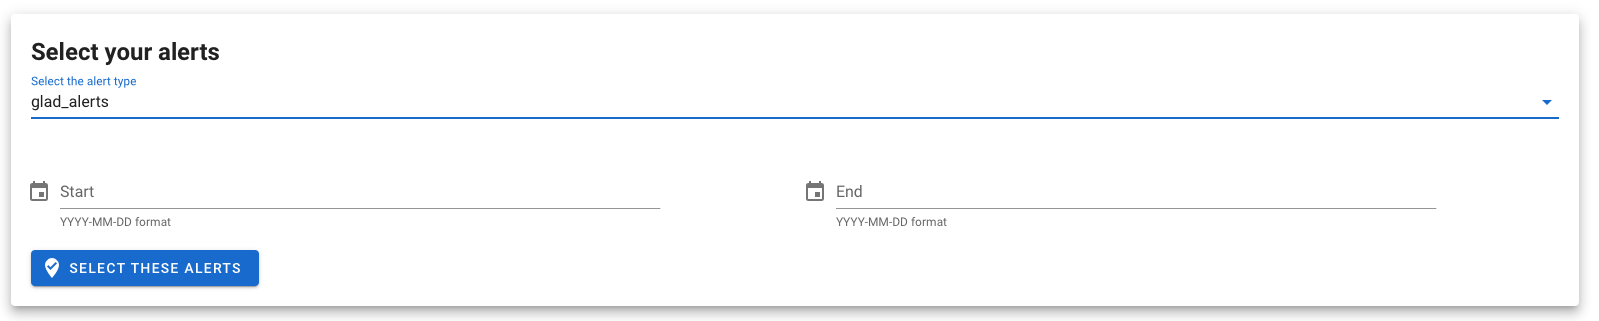 Select your alerts
Select the alert type
glad_alerts
Start
End
YYYY-MM-DD format
YYYY-MM-DD format
SELECT THESE ALERTS